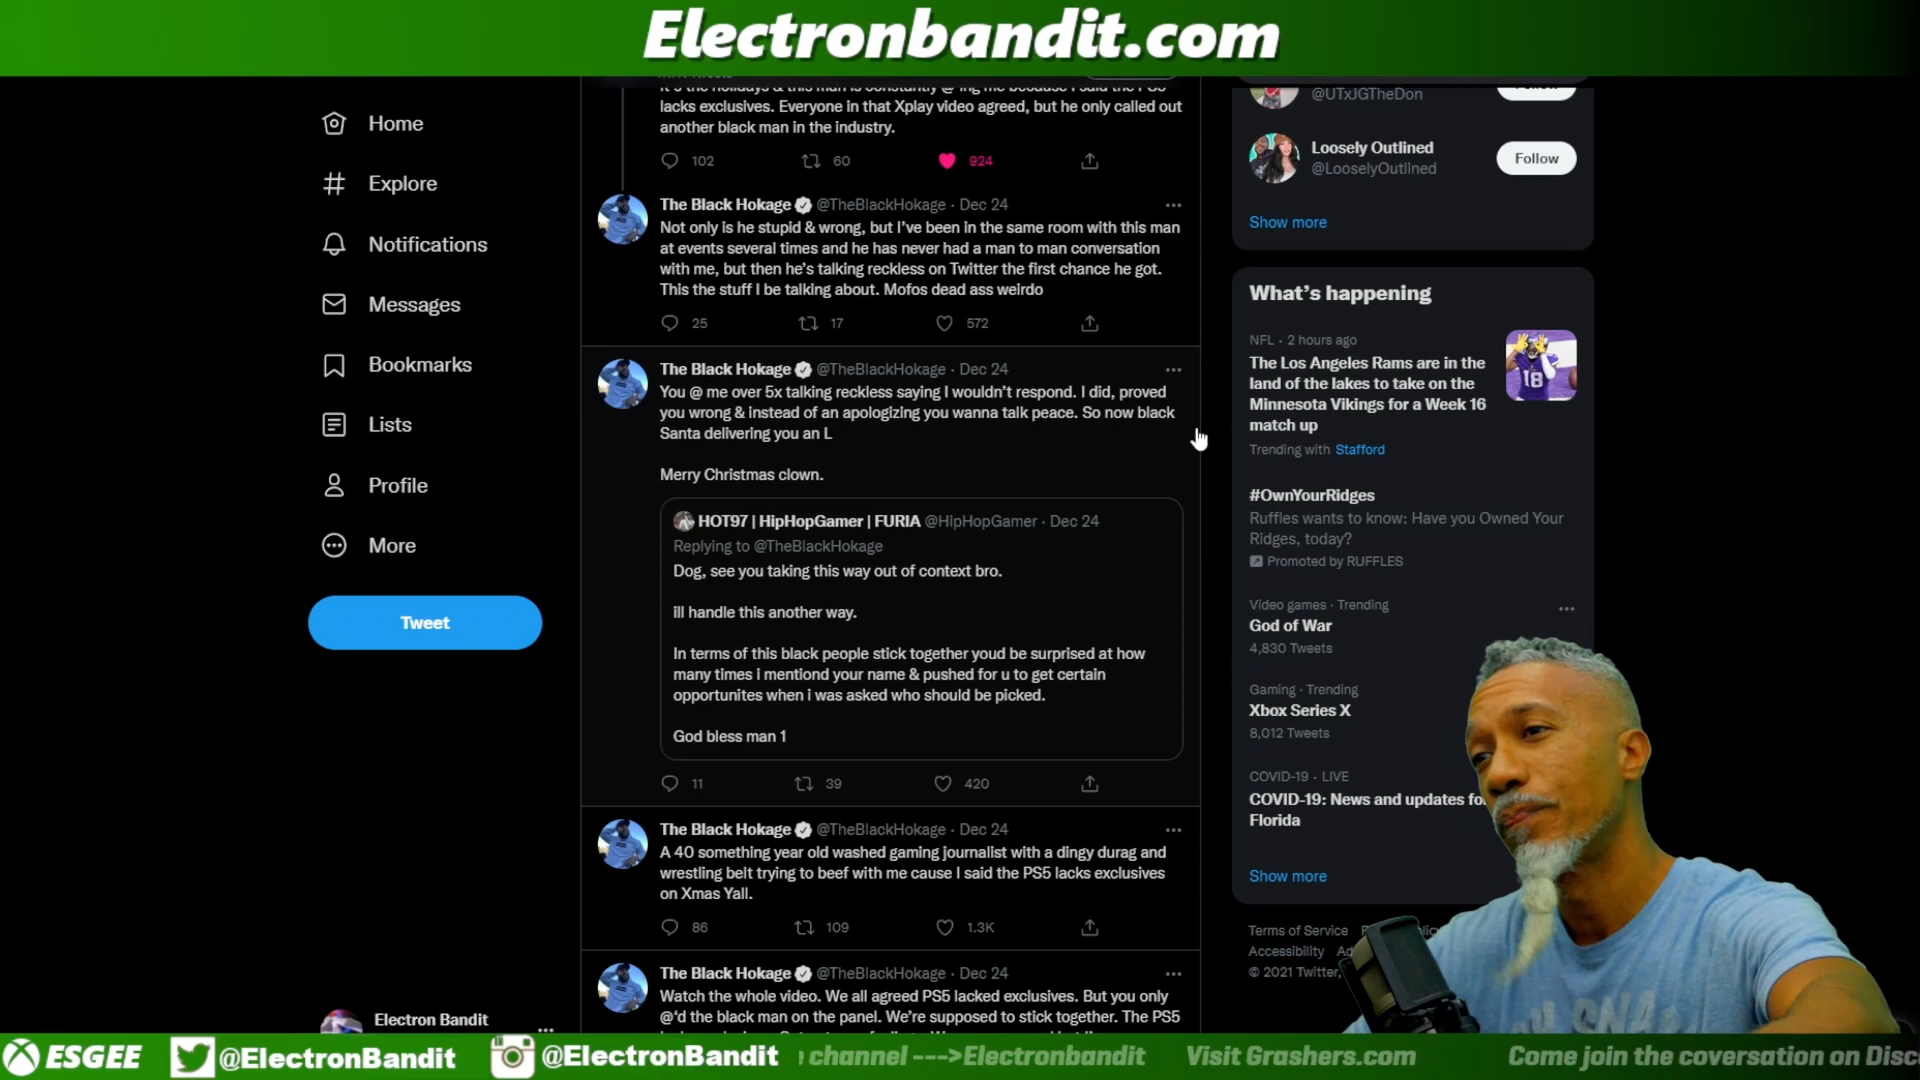 Electronbandit.com
Home
Explore
Notifications
Messages
Bookmarks
Lists
Profile
More
Tweet
Electron Bandit
It's the holidays & this man is constantly @ ing me because I said the PS5
lacks exclusives. Everyone in that Xplay video agreed, but he only called out
another black man in the industry.
102 60 924
The Black Hokage @TheBlackHokage · Dec 24
Not only is he stupid & wrong, but I've been in the same room with this man
at events several times and he has never had a man to man conversation
with me, but then he's talking reckless on Twitter the first chance he got.
This the stuff I be talking about. Mofos dead ass weirdo
25 17 572
The Black Hokage @TheBlackHokage · Dec 24
You @ me over 5x talking reckless saying I wouldn't respond. I did, proved
you wrong & instead of an apologizing you wanna talk peace. So now black
Santa delivering you an L
Merry Christmas clown.
HOT97 | HipHopGamer | FURIA @HipHopGamer · Dec 24
Replying to @TheBlackHokage
Dog, see you taking this way out of context bro.
ill handle this another way.
In terms of this black people stick together youd be surprised at how
many times i mentiond your name & pushed for u to get certain
opportunites when i was asked who should be picked.
God bless man 1
11 39 420
The Black Hokage @TheBlackHokage · Dec 24
A 40 something year old washed gaming journalist with a dingy durag and
wrestling belt trying to beef with me cause I said the PS5 lacks exclusives
on Xmas Yall.
86 109 1.3K
The Black Hokage @TheBlackHokage · Dec 24
Watch the whole video. We all agreed PS5 lacked exclusives. But you only
@'d the black man on the panel. We're supposed to stick together. The PS5
@UTxJGTheDon
Loosely Outlined
@LooselyOutlined
Follow
Show more
What's happening
NFL · 2 hours ago
The Los Angeles Rams are in the
land of the lakes to take on the
Minnesota Vikings for a Week 16
match up
Trending with Stafford
18
#OwnYourRidges
Ruffles wants to know: Have you Owned Your
Ridges, today?
Promoted by RUFFLES
Video games · Trending
God of War
4,830 Tweets
Gaming · Trending
Xbox Series X
8,012 Tweets
COVID-19 · LIVE
COVID-19: News and updates fo
Florida
Show more
Terms of Service
Accessibility
© 2021 Twitter,
ESGEE @ElectronBandit @ElectronBandit channel --->Electronbandit Visit Grashers.com Come join the coversation on Disc